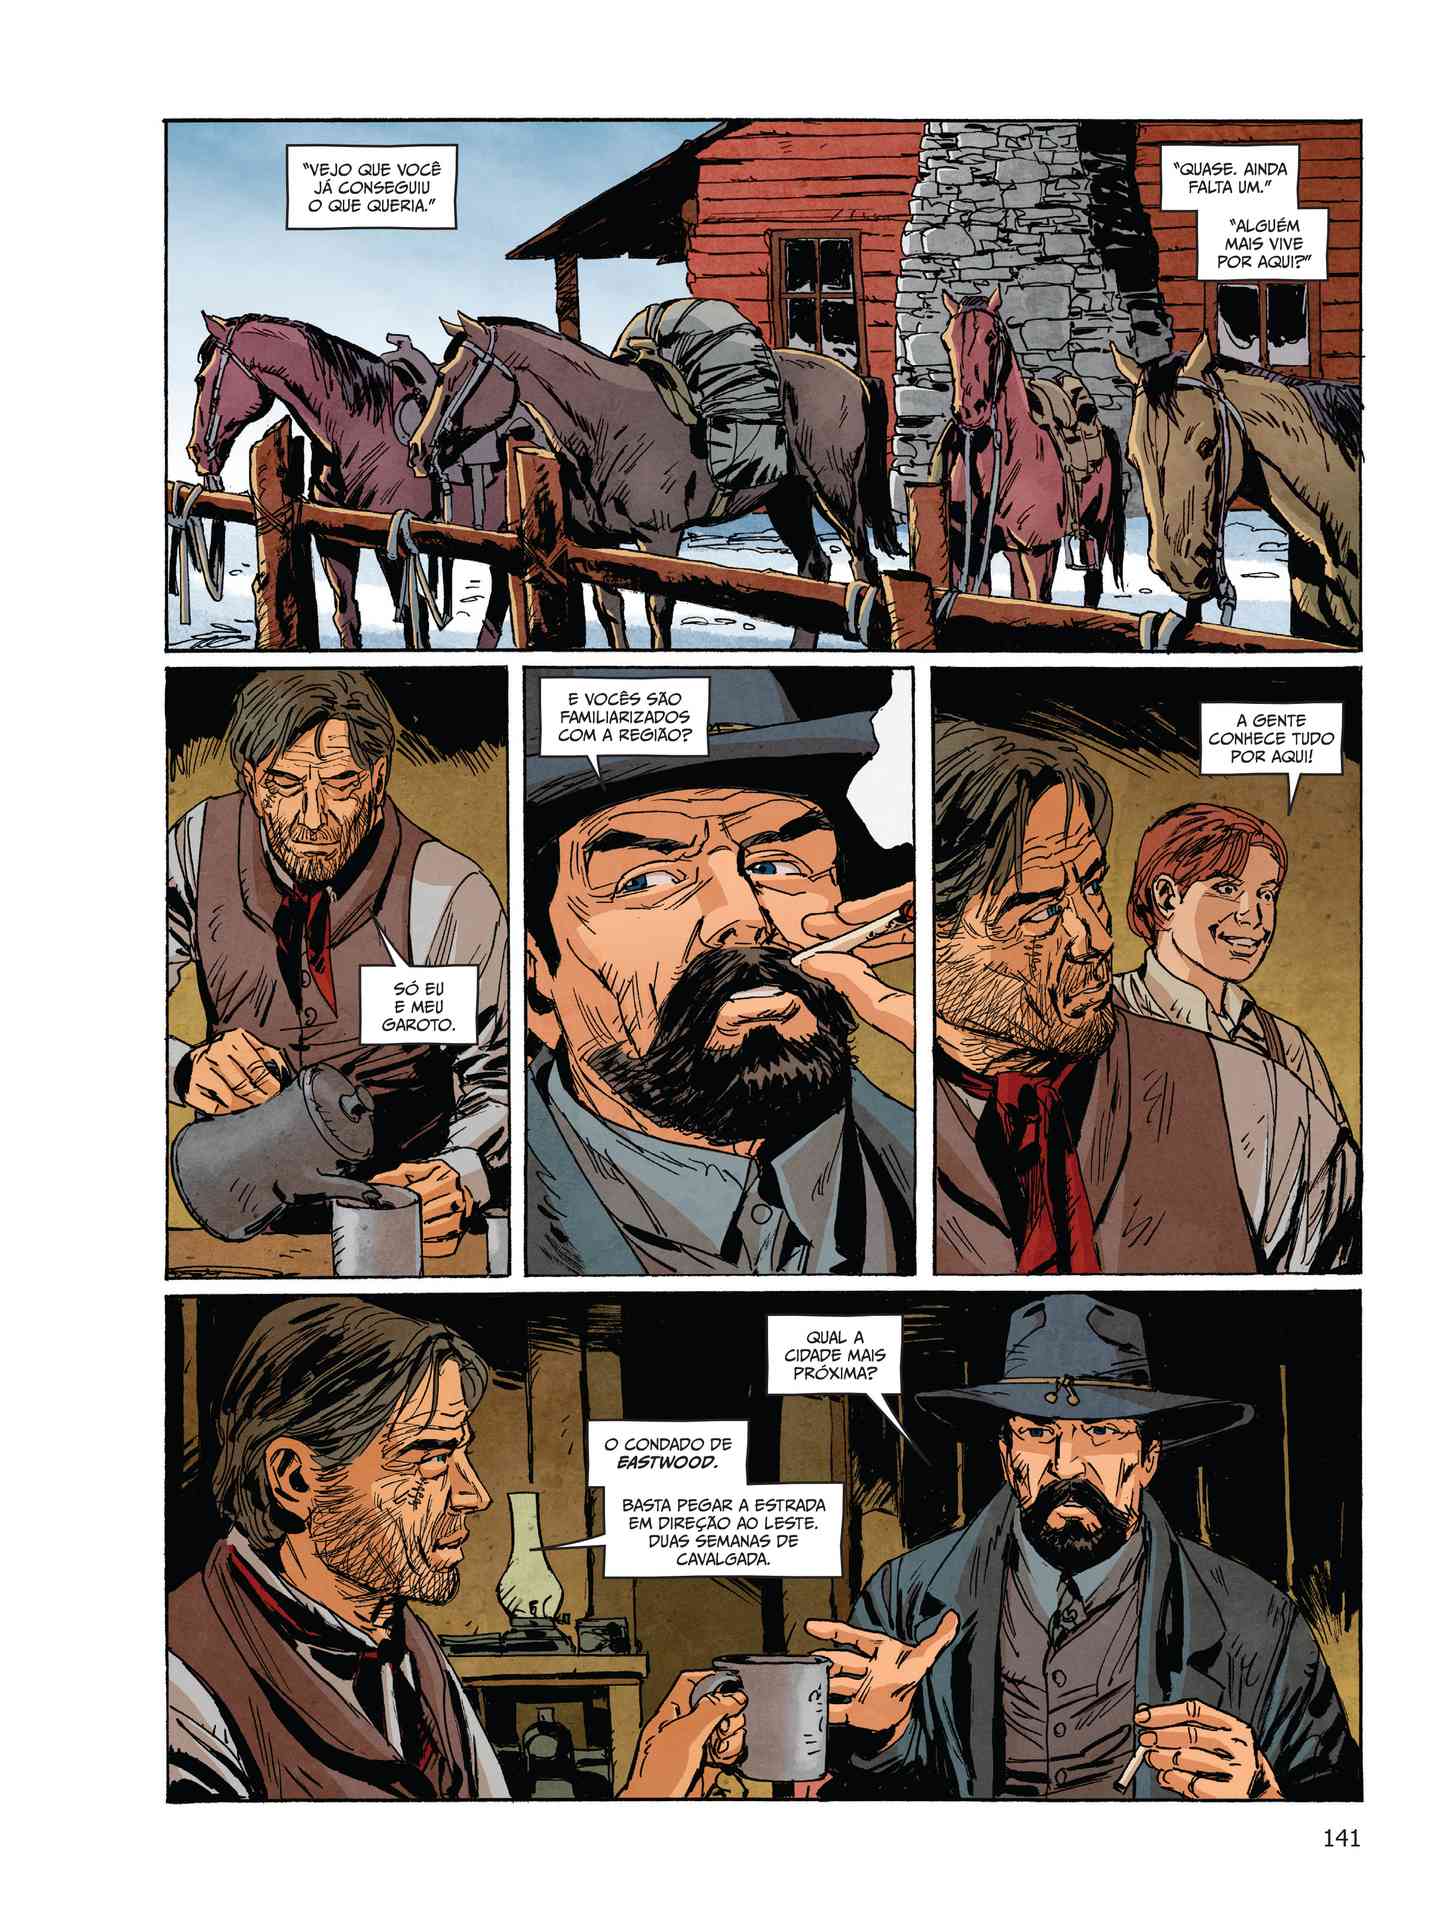 "VEJO QUE VOCÊ
JÁ CONSEGUIU
O QUE QUERIA."
"QUASE. AINDA
FALTA UM."
"ALGUÉM
MAIS VIVE
POR AQUI?"
SÓ EU
E MEU
GAROTO.
E VOCÊS SÃO
FAMILIARIZADOS
COM A REGIÃO?
A GENTE
CONHECE TUDO
POR AQUI!
QUAL A
CIDADE MAIS
PRÓXIMA?
O CONDADO DE
EASTWOOD.
BASTA PEGAR A ESTRADA
EM DIREÇÃO AO LESTE.
DUAS SEMANAS DE
CAVALGADA.
141